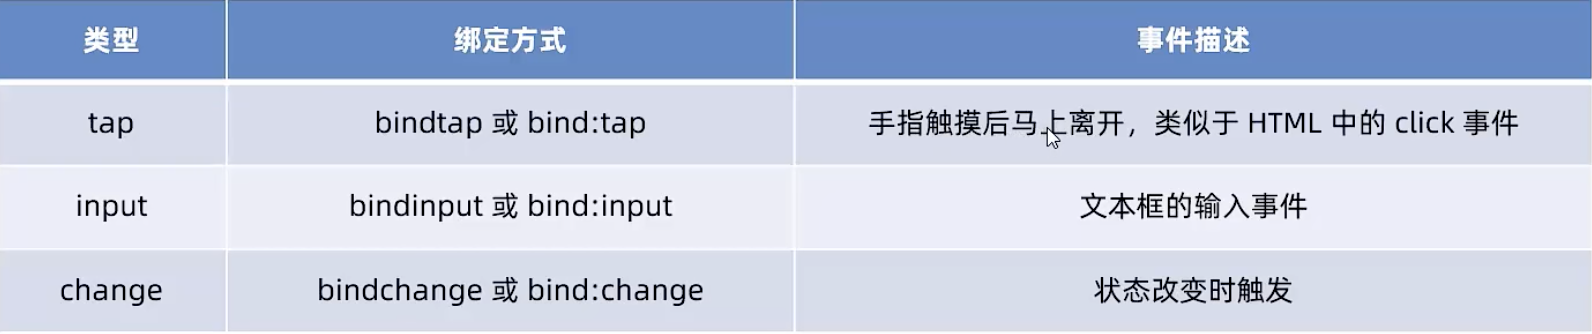 类型 绑定方式 事件描述
tap bindtap 或 bind:tap 手指触摸后马上离开，类似于 HTML 中的 click 事件
input bindinput 或 bind:input 文本框的输入事件
change bindchange 或 bind:change 状态改变时触发